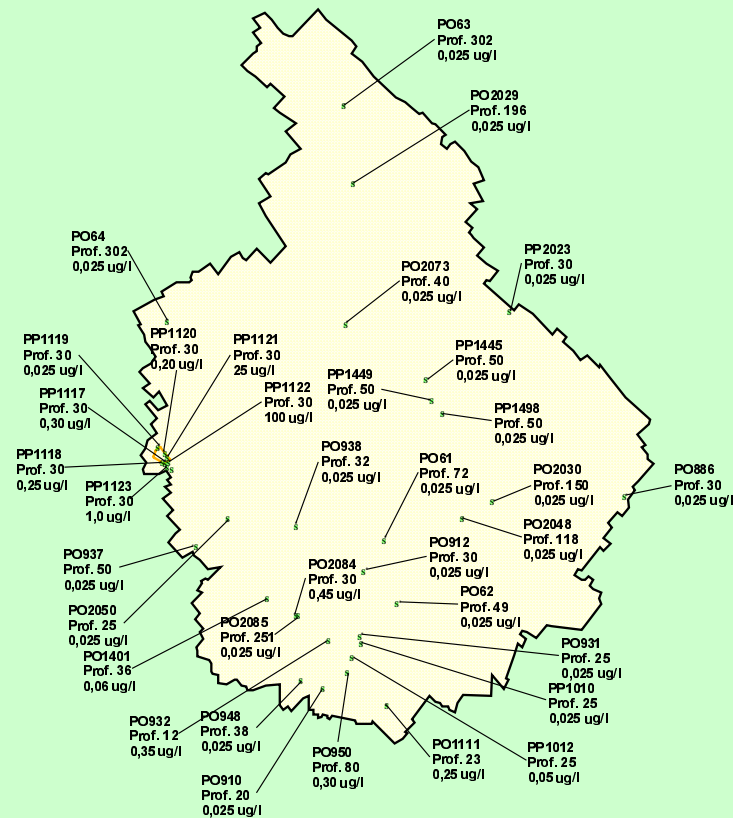 PO63
Prof. 302
0,025 ug/l
PO2029
Prof. 196
0,025 ug/l
PO64
Prof. 302
0,025 ug/l
PO2073
Prof. 40
0,025 ug/l
PP2023
Prof. 30
0,025 ug/l
PP1119
Prof. 30
0,025 ug/l
PP1120
Prof. 30
0,20 ug/l
PP1121
Prof. 30
25 ug/l
PP1445
Prof. 50
0,025 ug/l
PP1449
Prof. 50
0,025 ug/l
PP1117
Prof. 30
0,30 ug/l
PP1122
Prof. 30
100 ug/l
PP1498
Prof. 50
0,025 ug/l
PP1118
Prof. 30
0,25 ug/l
PP1123
Prof. 30
1,0 ug/l
PO938
Prof. 32
0,025 ug/l
PO61
Prof. 72
0,025 ug/l
PO2030
Prof. 150
0,025 ug/l
PO886
Prof. 30
0,025 ug/l
PO2048
Prof. 118
0,025 ug/l
PO937
Prof. 50
0,025 ug/l
PO2084
Prof. 30
0,45 ug/l
PO912
Prof. 30
0,025 ug/l
PO2050
Prof. 25
0,025 ug/l
PO2085
Prof. 251
0,025 ug/l
PO62
Prof. 49
0,025 ug/l
PO1401
Prof. 36
0,06 ug/l
PO931
Prof. 25
0,025 ug/l
PP1010
Prof. 25
0,025 ug/l
PO932
Prof. 12
0,35 ug/l
PO948
Prof. 38
0,025 ug/l
PO950
Prof. 80
0,30 ug/l
PO1111
Prof. 23
0,25 ug/l
PP1012
Prof. 25
0,05 ug/l
PO910
Prof. 20
0,025 ug/l